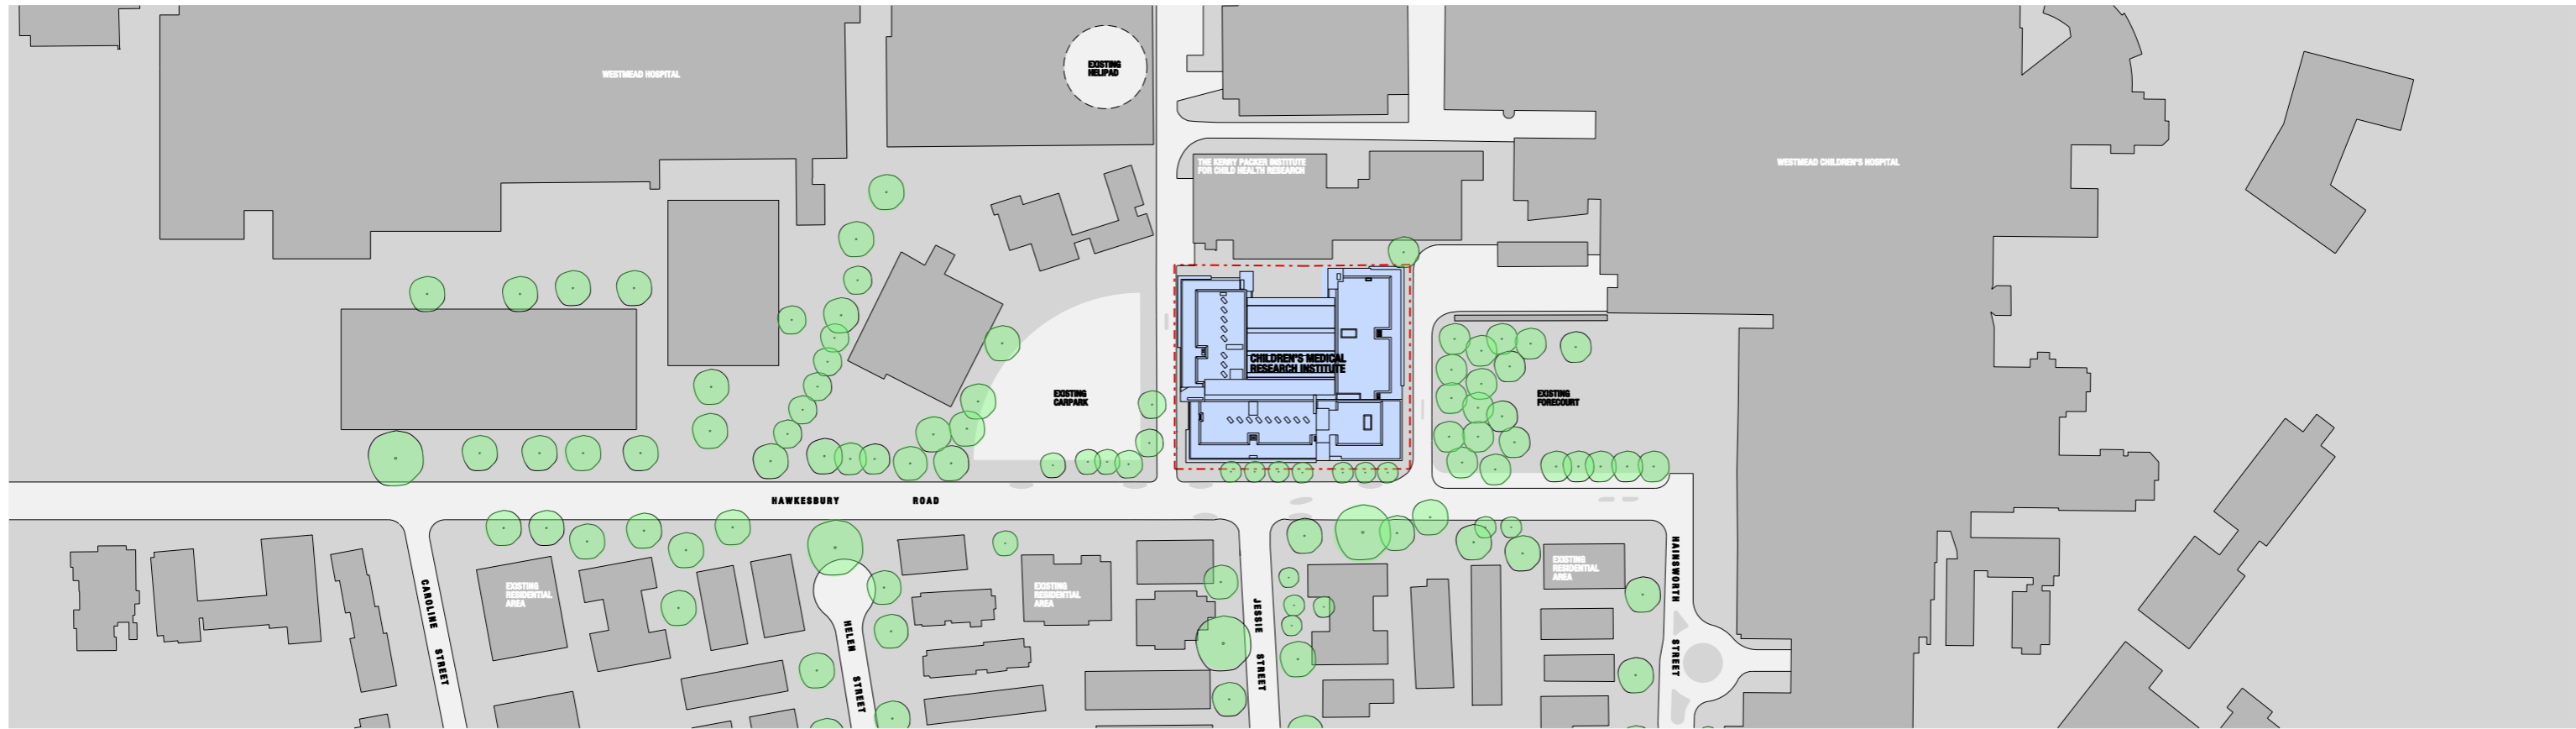 WESTMEAD HOSPITAL
EXISTING
HELIPAD
THE KERRY PACKER INSTITUTE
FOR CHILD HEALTH RESEARCH
WESTMEAD CHILDREN'S HOSPITAL
CHILDREN'S MEDICAL
RESEARCH INSTITUTE
EXISTING
CARPARK
EXISTING
FORECOURT
HAWKESBURY ROAD
EXISTING
RESIDENTIAL
AREA
EXISTING
RESIDENTIAL
AREA
EXISTING
RESIDENTIAL
AREA
CAROLINE STREET
HELEN STREET
JESSIE STREET
HAINSWORTH STREET